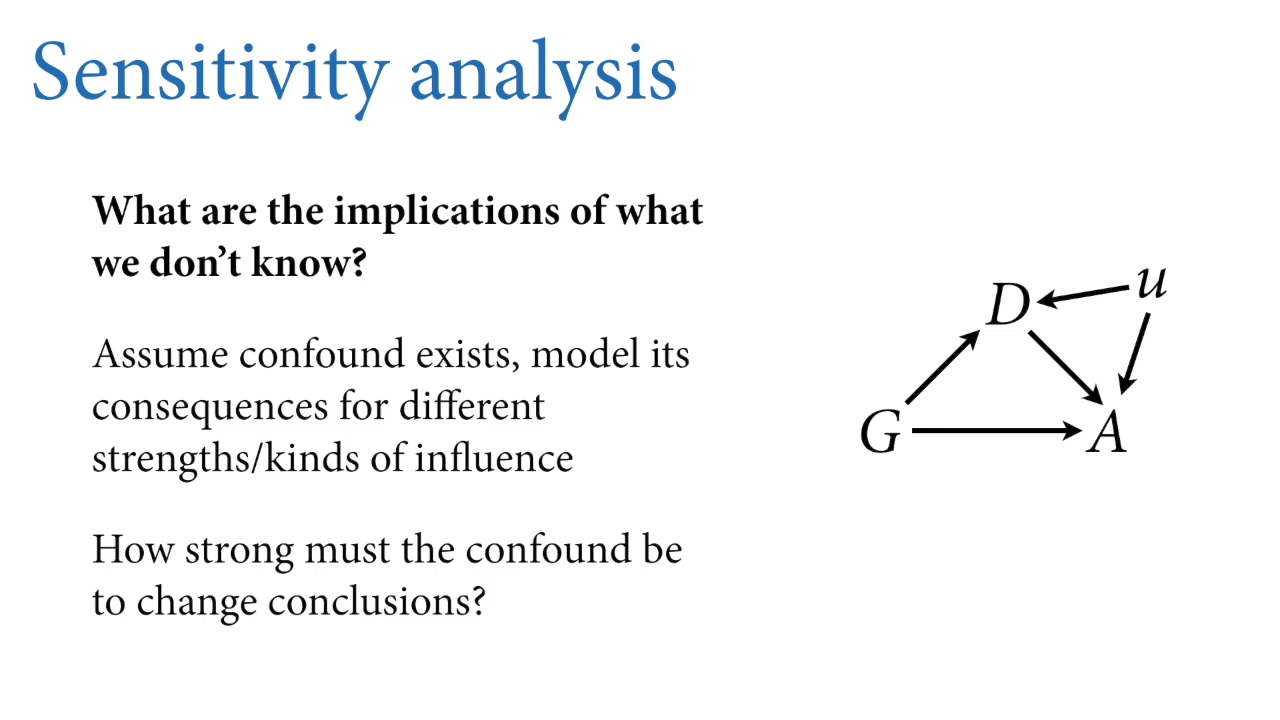 Sensitivity analysis
What are the implications of what
we don’t know?
Assume confound exists, model its
consequences for different
strengths/kinds of influence
How strong must the confound be
to change conclusions?
D
u
G
A